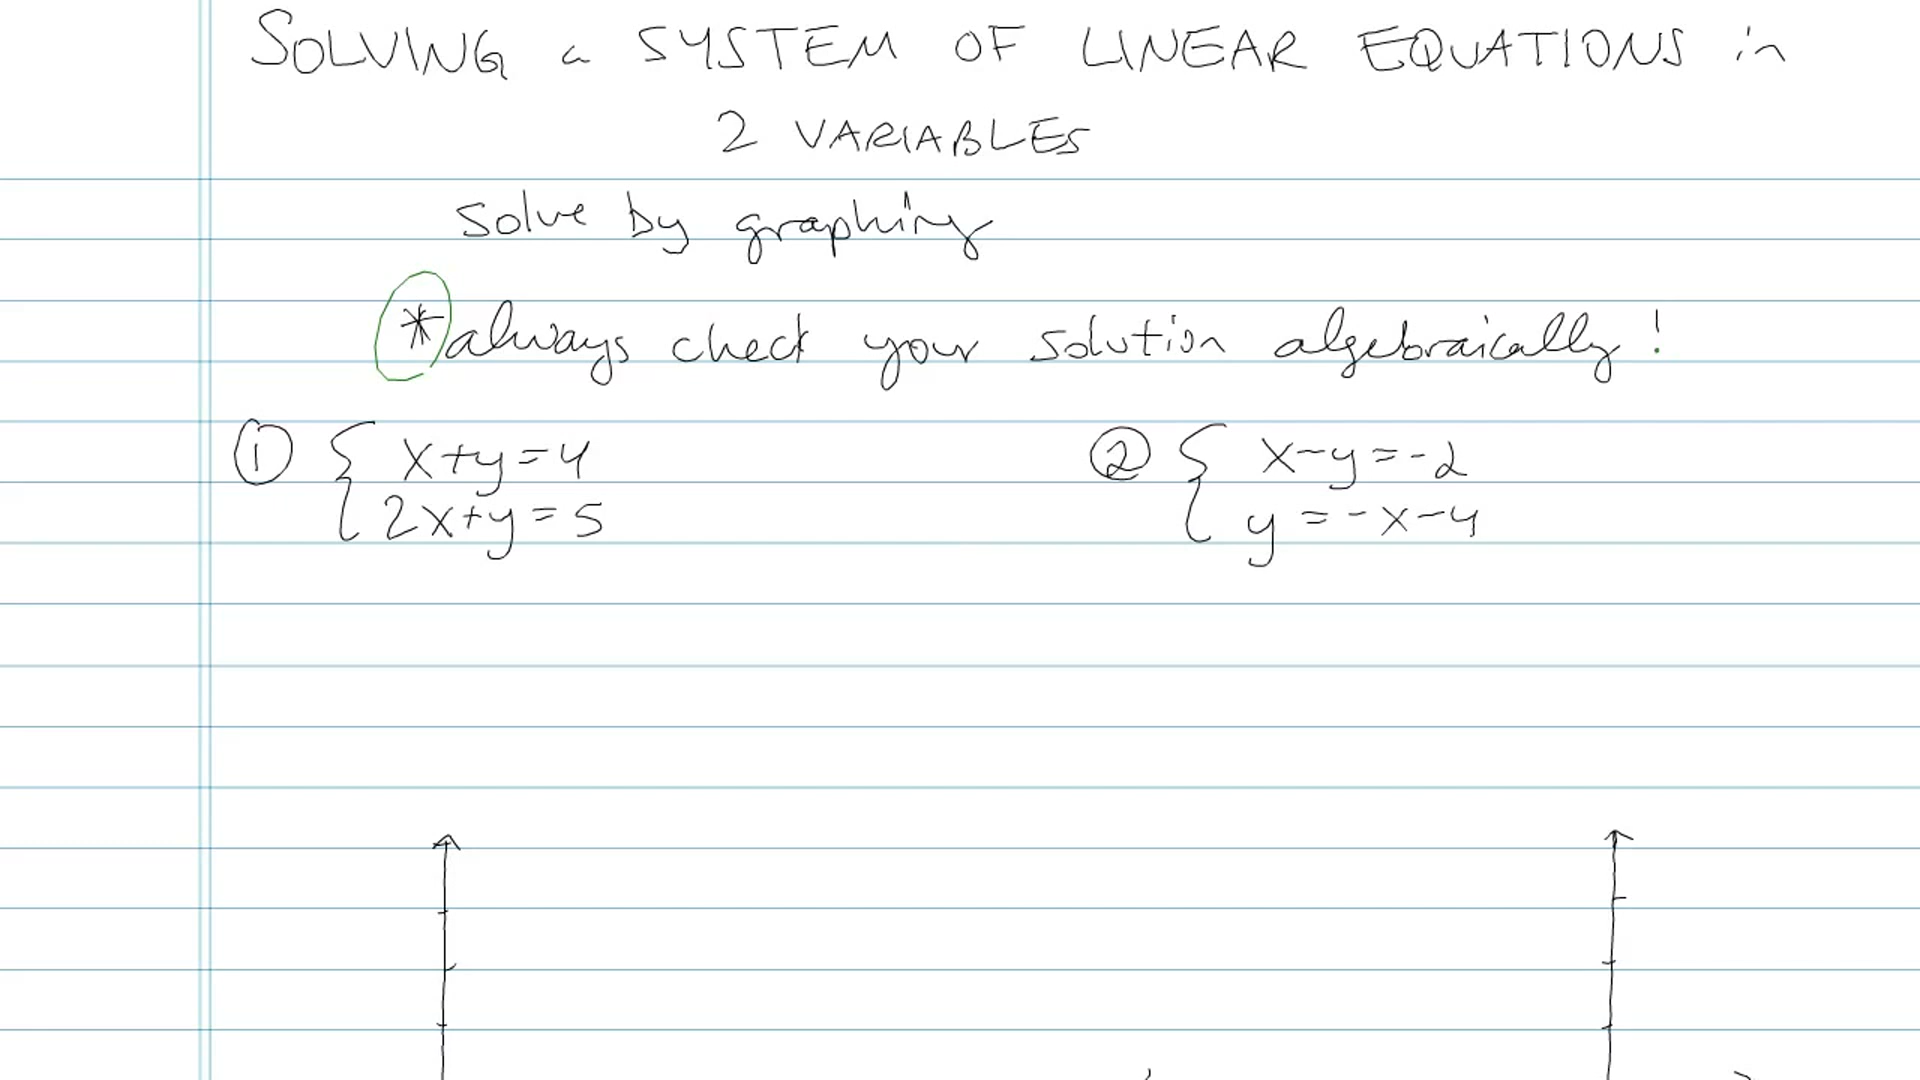 SOLVING a SYSTEM OF LINEAR EQUATIONS in
2 VARIABLES
solve by graphing
*always check your solution algebraically!
① { x+y=4
2x+y=5
② { x-y=-2
y=-x-4